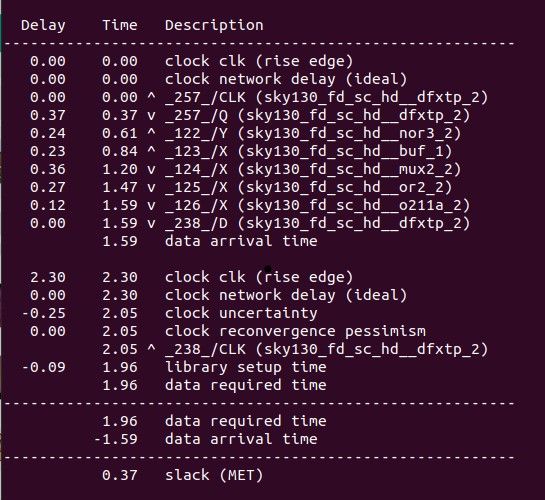 Delay     Time   Description
---------------------------------------------------------
   0.00     0.00   clock clk (rise edge)
   0.00     0.00   clock network delay (ideal)
   0.00     0.00 ^ _257_/CLK (sky130_fd_sc_hd__dfxtp_2)
   0.37     0.37 v _257_/Q (sky130_fd_sc_hd__dfxtp_2)
   0.24     0.61 ^ _122_/Y (sky130_fd_sc_hd__nor3_2)
   0.23     0.84 ^ _123_/X (sky130_fd_sc_hd__buf_1)
   0.36     1.20 v _124_/X (sky130_fd_sc_hd__mux2_2)
   0.27     1.47 v _125_/X (sky130_fd_sc_hd__or2_2)
   0.12     1.59 v _126_/X (sky130_fd_sc_hd__o211a_2)
   0.00     1.59 v _238_/D (sky130_fd_sc_hd__dfxtp_2)
            1.59   data arrival time

   2.30     2.30   clock clk (rise edge)
   0.00     2.30   clock network delay (ideal)
  -0.25     2.05   clock uncertainty
   0.00     2.05   clock reconvergence pessimism
            2.05 ^ _238_/CLK (sky130_fd_sc_hd__dfxtp_2)
  -0.09     1.96   library setup time
            1.96   data required time
---------------------------------------------------------
            1.96   data required time
           -1.59   data arrival time
---------------------------------------------------------
            0.37   slack (MET)